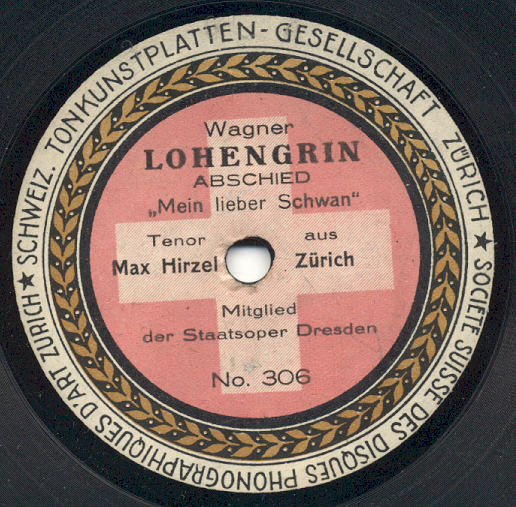 SCHWEIZ. TONKUNSTPLATTEN-GESELLSCHAFT ZÜRICH ★
SOCIÉTÉ SUISSE DES DISQUES PHONOGRAPHIQUES D'ART ZURICH ★
Wagner
LOHENGRIN
ABSCHIED
„Mein lieber Schwan"
Tenor aus
Max Hirzel Zürich
Mitglied
der Staatsoper Dresden
No. 306